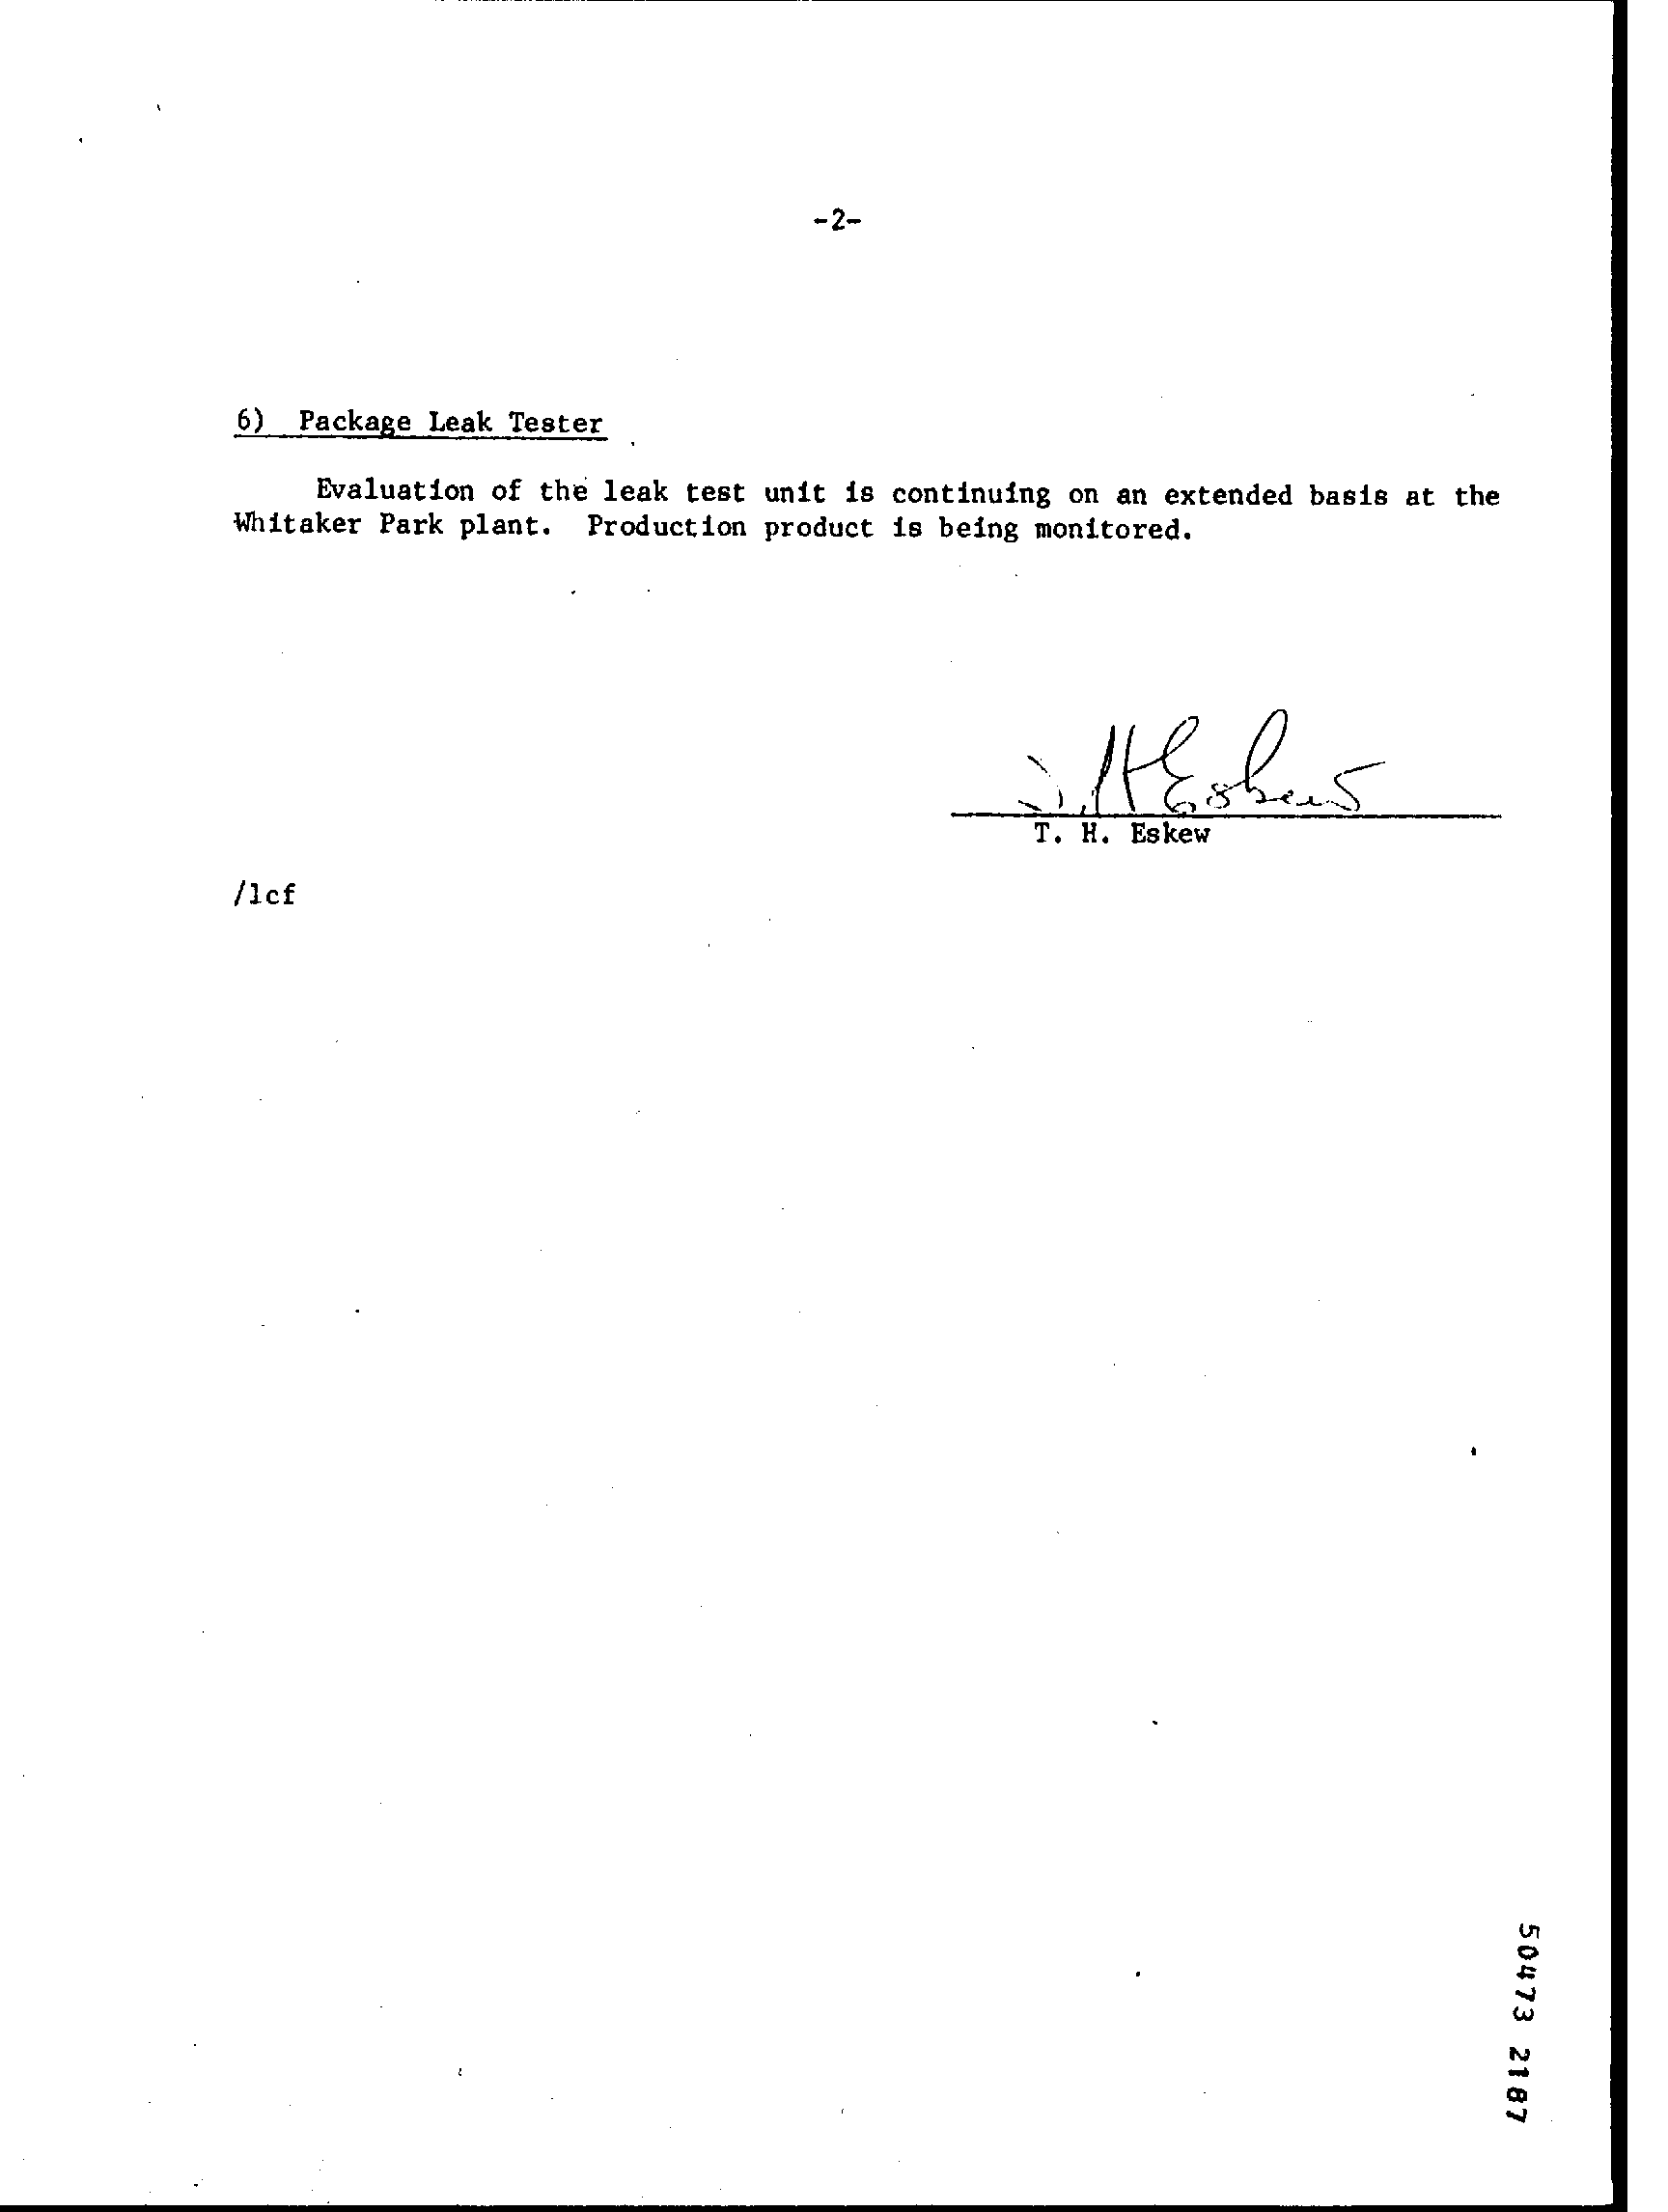 -2-
6) Package Leak Tester
Evaluation of the leak test unit is continuing on an extended basis at the
Whitaker Park plant. Production product is being monitored.
T. H. Eskew
T. H. Eskew
/lcf
50473 2187